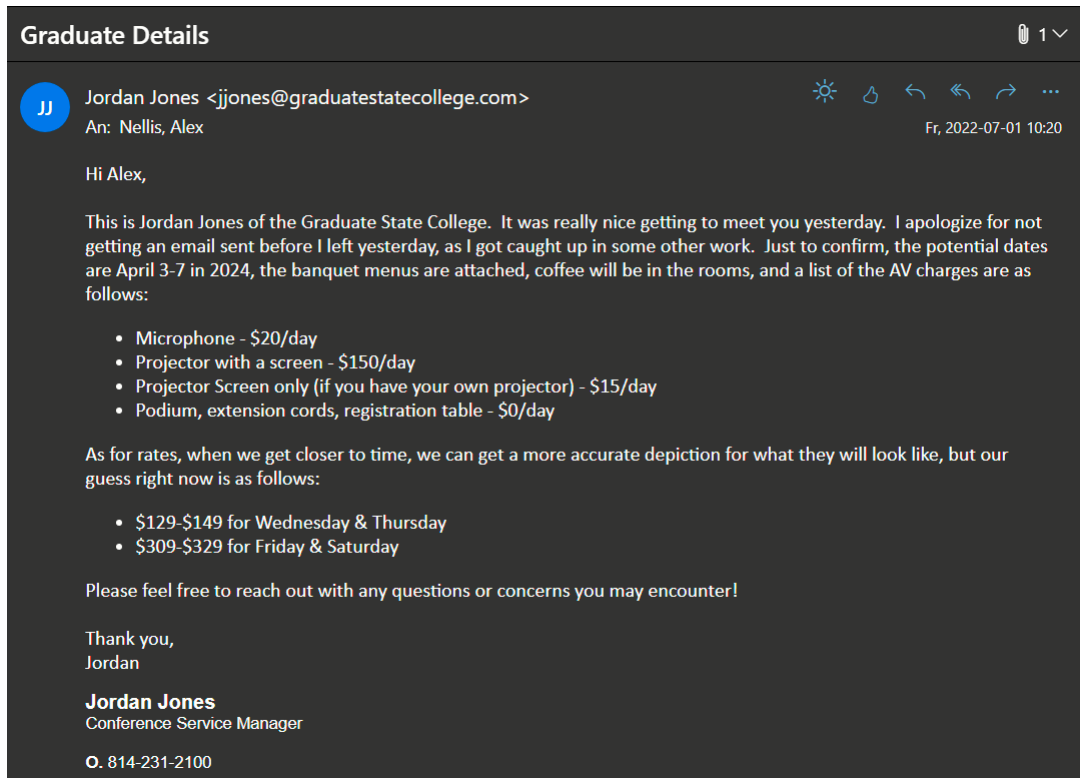 Graduate Details
1
JJ
Jordan Jones <jjones@graduatestatecollege.com>
An: Nellis, Alex
Fr, 2022-07-01 10:20
Hi Alex,
This is Jordan Jones of the Graduate State College.  It was really nice getting to meet you yesterday.  I apologize for not
getting an email sent before I left yesterday, as I got caught up in some other work.  Just to confirm, the potential dates
are April 3-7 in 2024, the banquet menus are attached, coffee will be in the rooms, and a list of the AV charges are as
follows:
• Microphone - $20/day
• Projector with a screen - $150/day
• Projector Screen only (if you have your own projector) - $15/day
• Podium, extension cords, registration table - $0/day
As for rates, when we get closer to time, we can get a more accurate depiction for what they will look like, but our
guess right now is as follows:
• $129-$149 for Wednesday & Thursday
• $309-$329 for Friday & Saturday
Please feel free to reach out with any questions or concerns you may encounter!
Thank you,
Jordan
Jordan Jones
Conference Service Manager
O. 814-231-2100